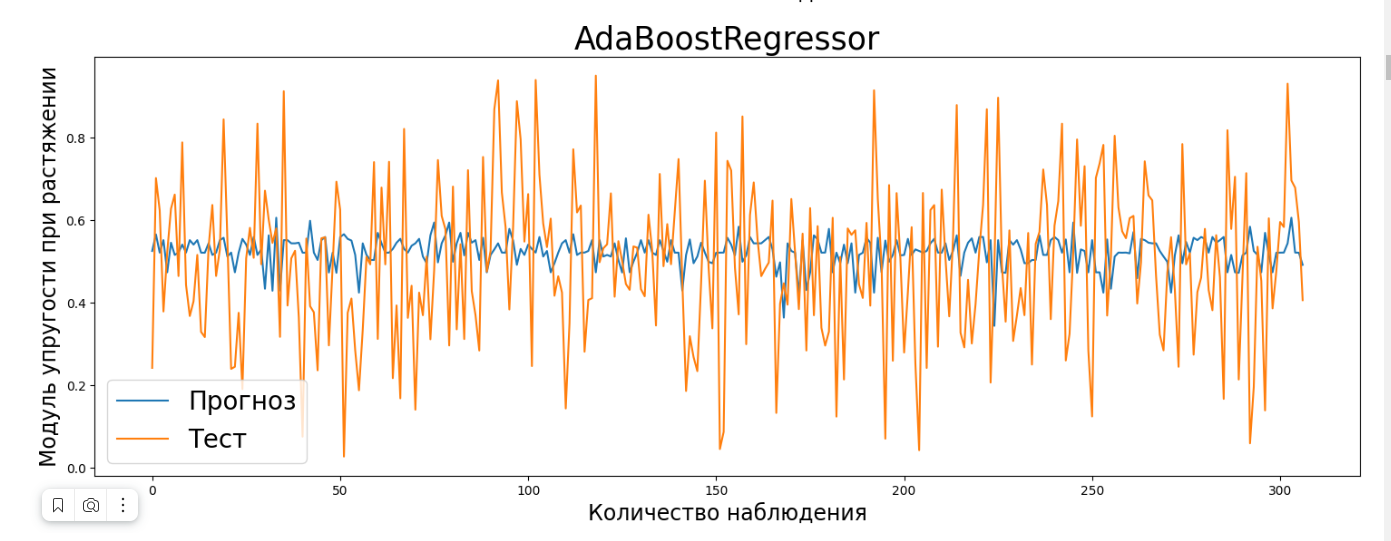 AdaBoostRegressor
Модуль упругости при растяжении
0.8
0.6
0.4
0.2
0.0
Прогноз
Тест
0 50 100 150 200 250 300
Количество наблюдения